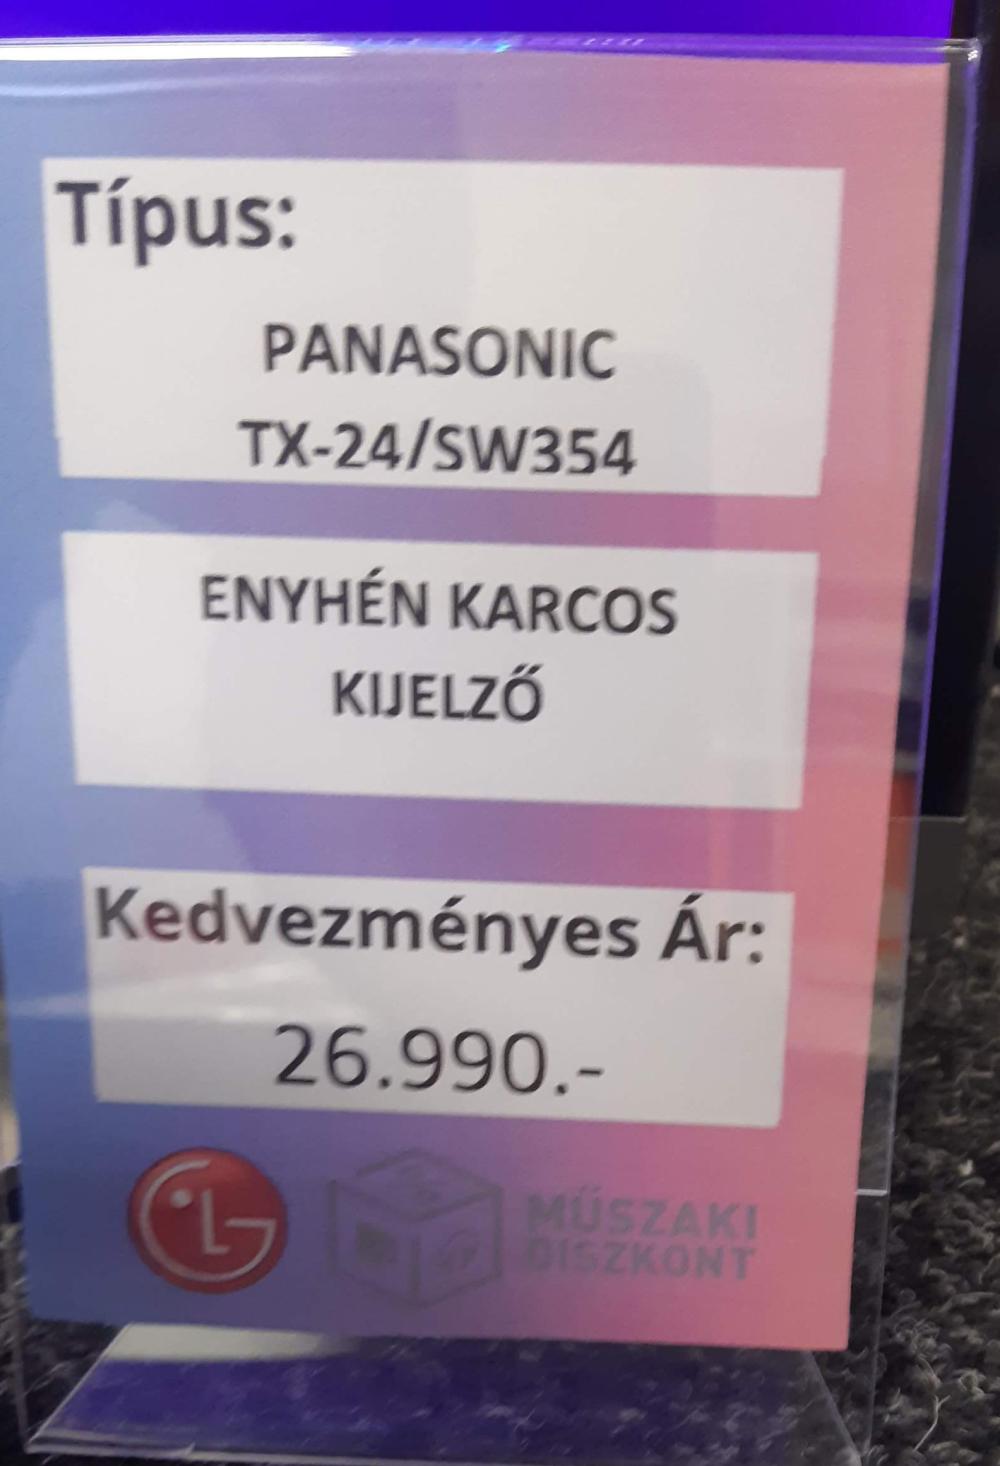 Típus:
PANASONIC
TX-24/SW354
ENYHÉN KARCOS
KIJELZŐ
Kedvezményes Ár:
26.990.-
LG
MŰSZAKI
DISZKONT